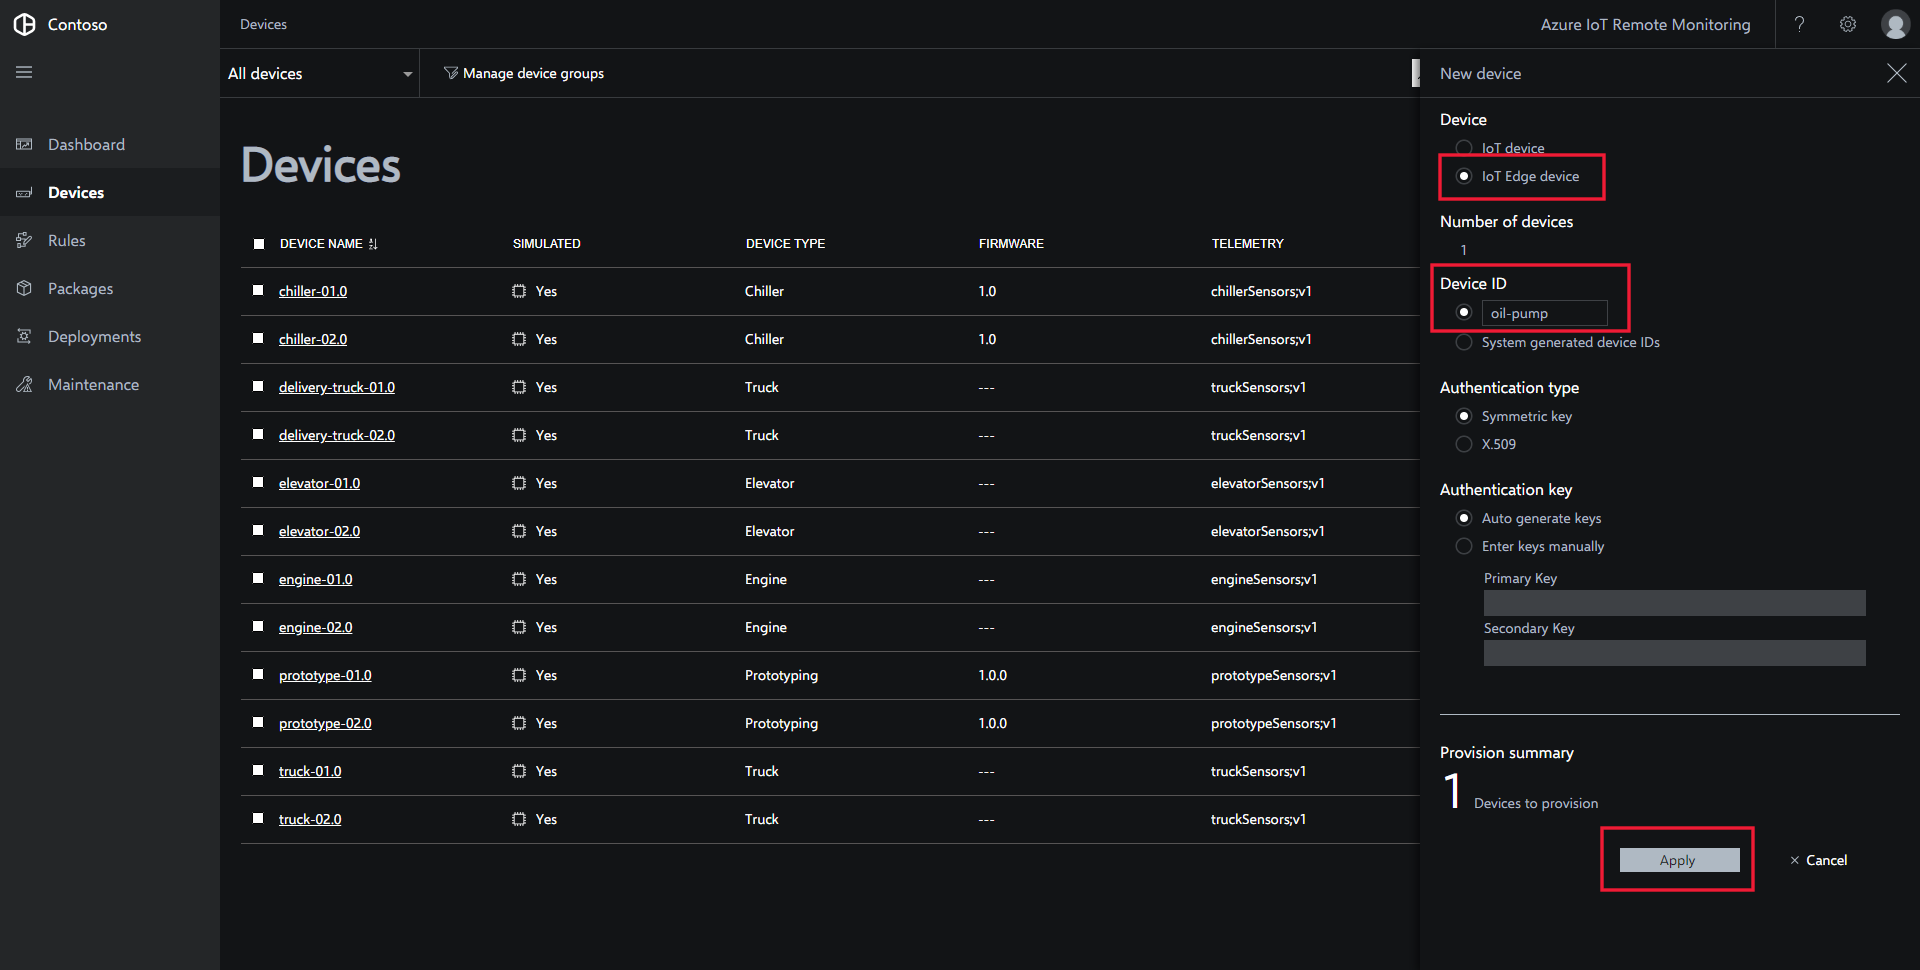 Contoso
Devices
Azure IoT Remote Monitoring
?
All devices
Manage device groups
New device
Dashboard
Devices
Rules
Packages
Deployments
Maintenance
Devices
DEVICE NAME SIMULATED DEVICE TYPE FIRMWARE TELEMETRY
chiller-01.0 Yes Chiller 1.0 chillerSensors;v1
chiller-02.0 Yes Chiller 1.0 chillerSensors;v1
delivery-truck-01.0 Yes Truck --- truckSensors;v1
delivery-truck-02.0 Yes Truck --- truckSensors;v1
elevator-01.0 Yes Elevator --- elevatorSensors;v1
elevator-02.0 Yes Elevator --- elevatorSensors;v1
engine-01.0 Yes Engine --- engineSensors;v1
engine-02.0 Yes Engine --- engineSensors;v1
prototype-01.0 Yes Prototyping 1.0.0 prototypeSensors;v1
prototype-02.0 Yes Prototyping 1.0.0 prototypeSensors;v1
truck-01.0 Yes Truck --- truckSensors;v1
truck-02.0 Yes Truck --- truckSensors;v1
Device
IoT device
IoT Edge device
Number of devices
1
Device ID
oil-pump
System generated device IDs
Authentication type
Symmetric key
X.509
Authentication key
Auto generate keys
Enter keys manually
Primary Key
Secondary Key
Provision summary
1 Devices to provision
Apply
Cancel